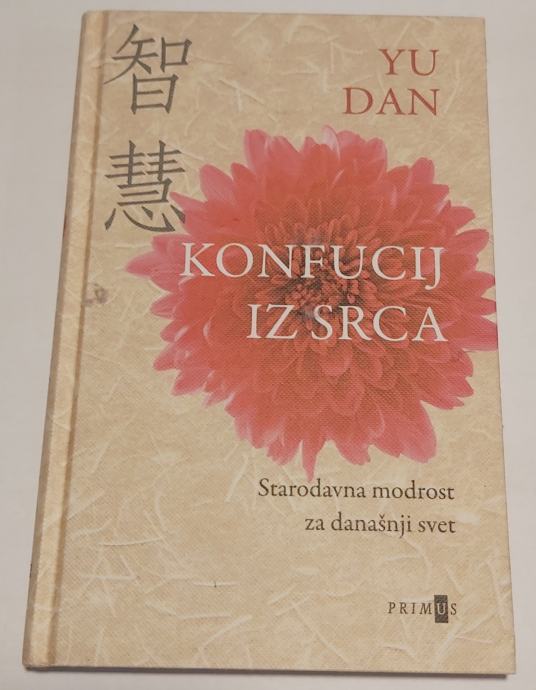 智
慧
YU
DAN
KONFUCIJ
IZ SRCA
Starodavna modrost
za današnji svet
PRIMUS